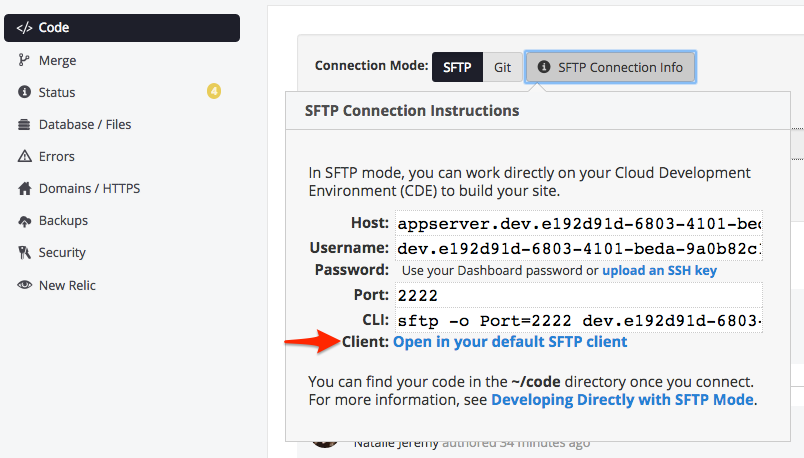 </> Code
Merge
Status 4
Database / Files
Errors
Domains / HTTPS
Backups
Security
New Relic
Connection Mode: SFTP Git SFTP Connection Info
SFTP Connection Instructions
In SFTP mode, you can work directly on your Cloud Development
Environment (CDE) to build your site.
Host: appserver.dev.e192d91d-6803-4101-bed
Username: dev.e192d91d-6803-4101-beda-9a0b82c
Password: Use your Dashboard password or upload an SSH key
Port: 2222
CLI: sftp -o Port=2222 dev.e192d91d-6803-
Client: Open in your default SFTP client
You can find your code in the ~/code directory once you connect.
For more information, see Developing Directly with SFTP Mode.
Natalie Jeremy authored 34 minutes ago